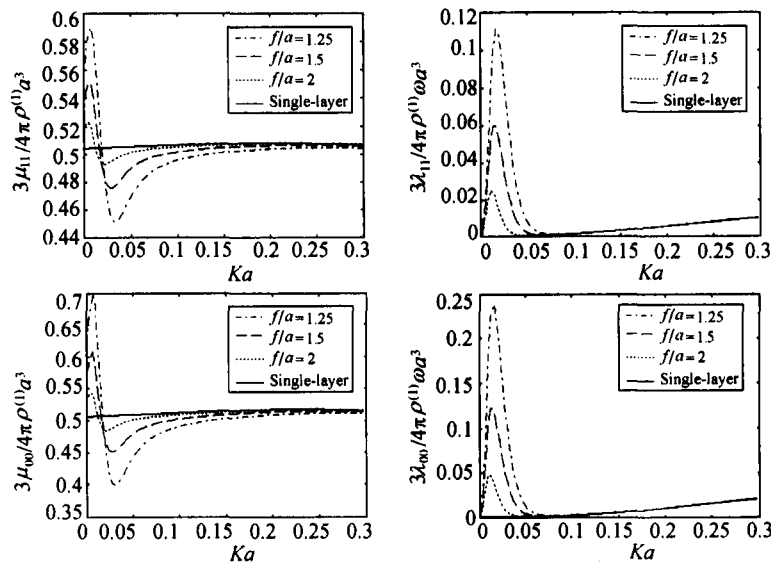 0.6
0.58
0.56
0.54
0.52
0.5
0.48
0.46
0.44
3μ₁₁/4πρ⁽¹⁾a³
f/a=1.25
f/a=1.5
f/a=2
Single-layer
0 0.05 0.1 0.15 0.2 0.25 0.3
Ka
0.12
0.10
0.08
0.06
0.04
0.02
0
3λ₁₁/4πρ⁽¹⁾ωa³
f/a=1.25
f/a=1.5
f/a=2
Single-layer
0 0.05 0.1 0.15 0.2 0.25 0.3
Ka
0.7
0.65
0.6
0.5
0.4
0.35
3μ₀₀/4πρ⁽¹⁾a³
f/a=1.25
f/a=1.5
f/a=2
Single-layer
0 0.05 0.1 0.15 0.2 0.25 0.3
Ka
0.25
0.20
0.15
0.10
0.05
0
3λ₀₀/4πρ⁽¹⁾ωa³
f/a=1.25
f/a=1.5
f/a=2
Single-layer
0 0.05 0.1 0.15 0.2 0.25 0.3
Ka